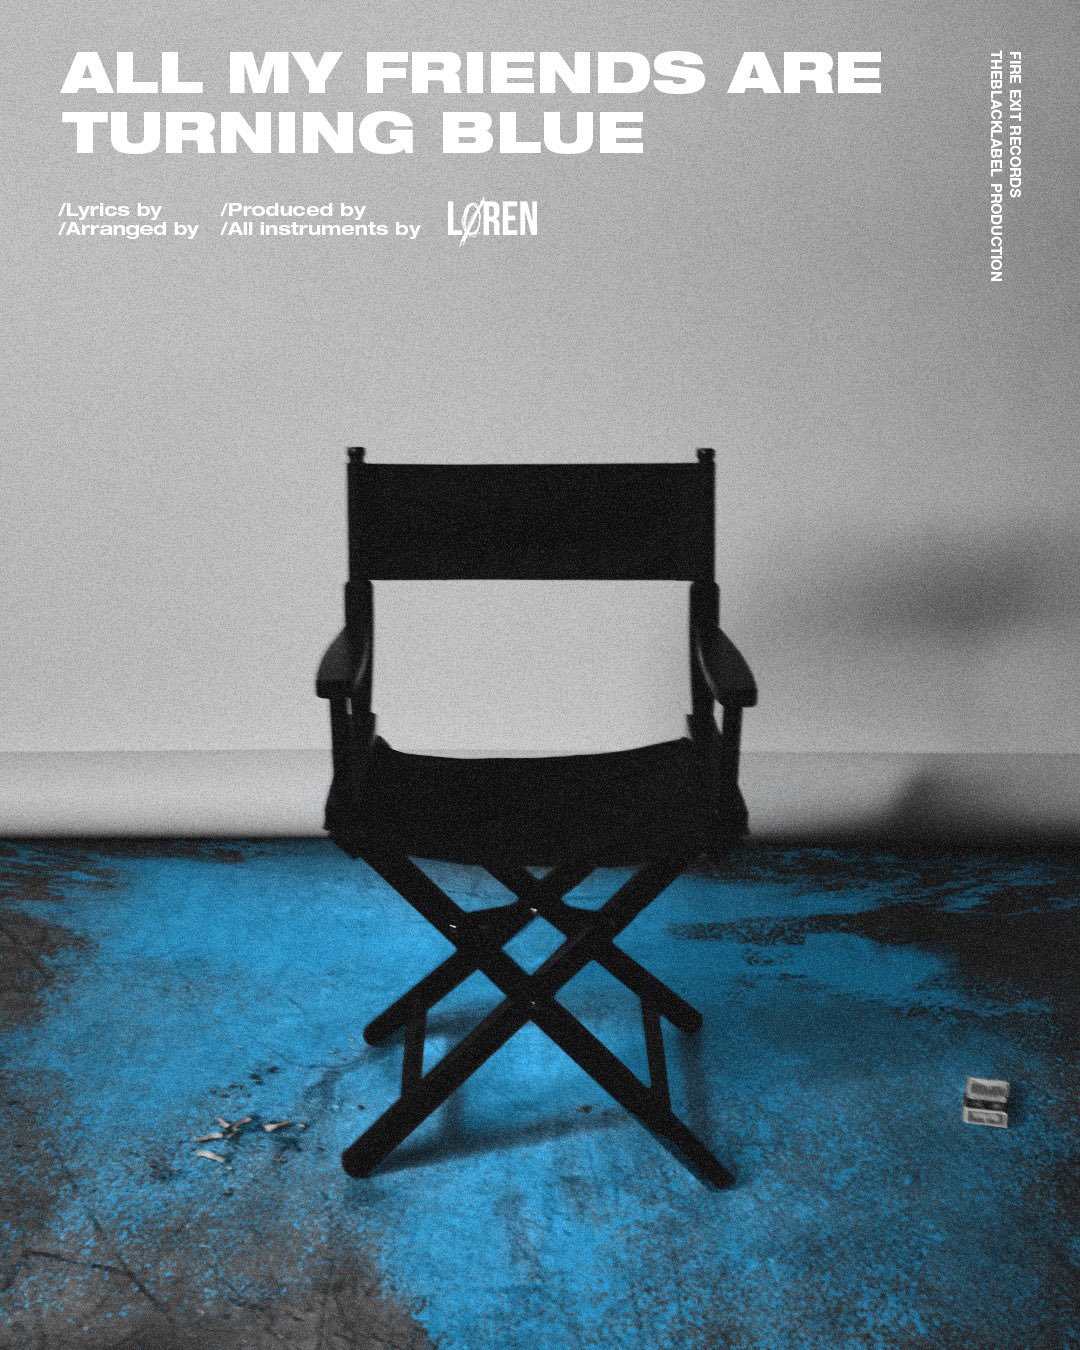 ALL MY FRIENDS ARE
TURNING BLUE
/Lyrics by
/Arranged by
/Produced by
/All instruments by
LØREN
FIRE EXIT RECORDS
THEBLACKLABEL PRODUCTION